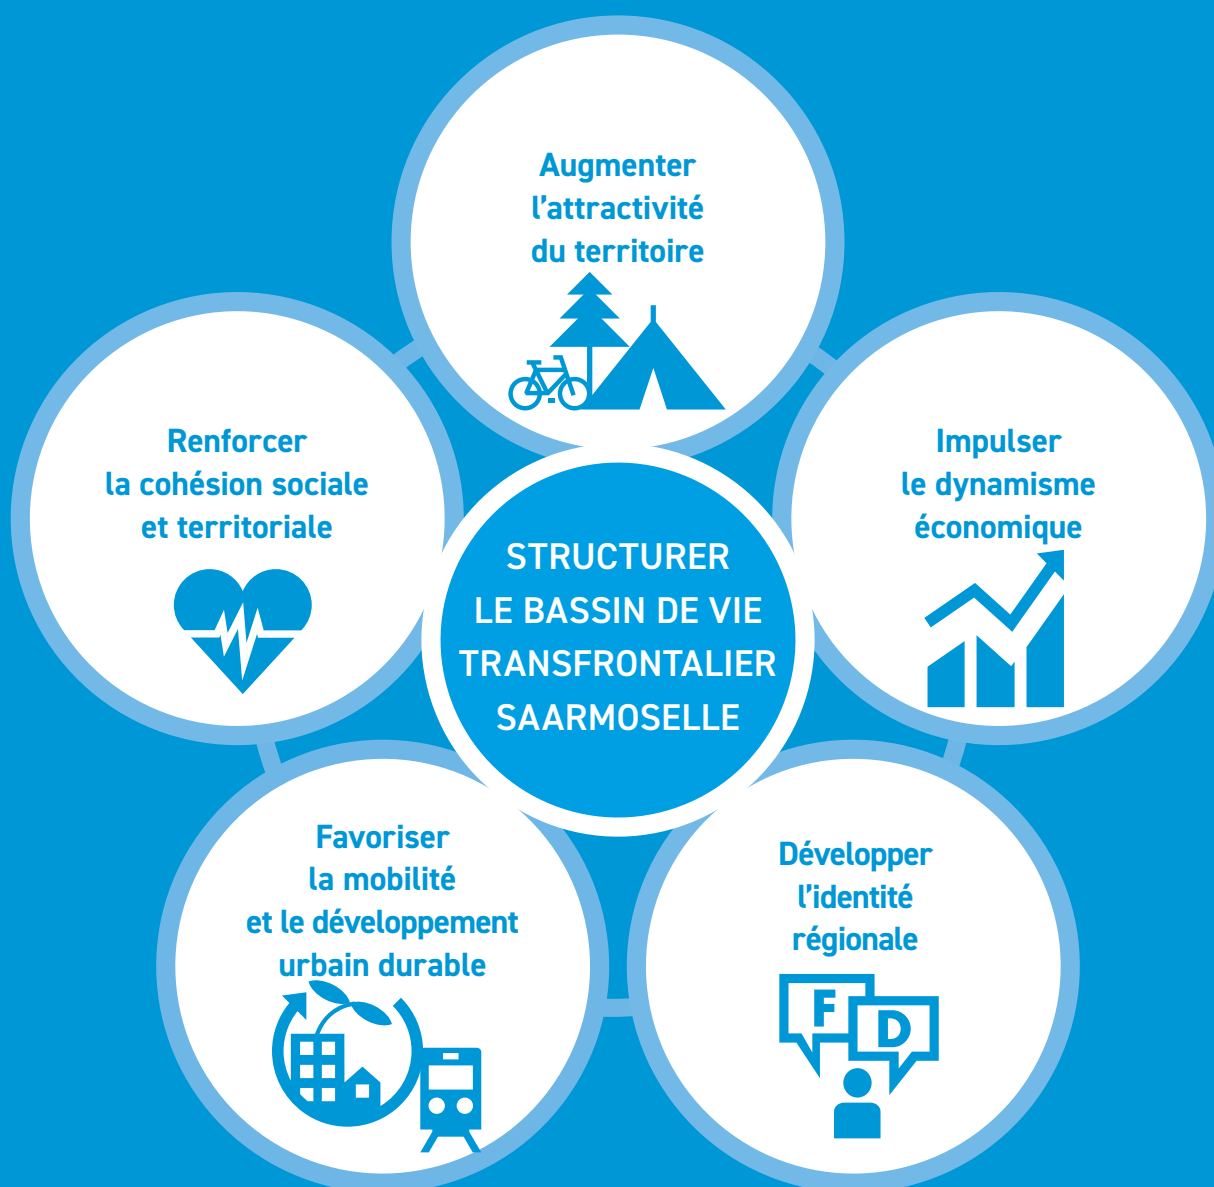 Augmenter
l'attractivité
du territoire
Renforcer
la cohésion sociale
et territoriale
Impulser
le dynamisme
économique
STRUCTURER
LE BASSIN DE VIE
TRANSFRONTALIER
SAARMOSELLE
Favoriser
la mobilité
et le développement
urbain durable
Développer
l'identité
régionale
F
D